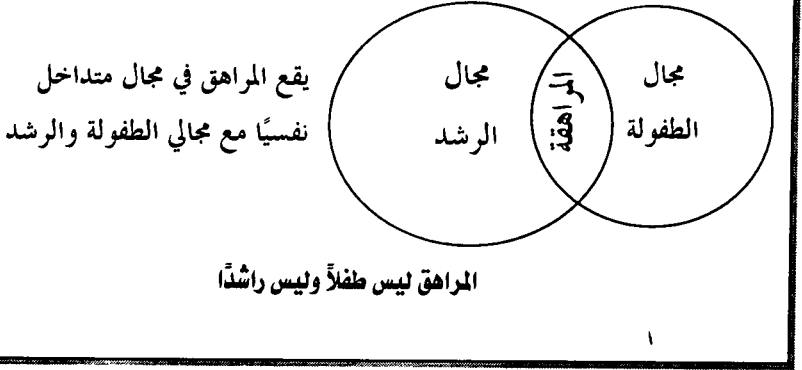 مجال
الطفولة
المراهقة
مجال
الرشد
يقع المراهق في مجال متداخل
نفسيًا مع مجالي الطفولة والرشد
المراهق ليس طفلاً وليس راشدًا
١